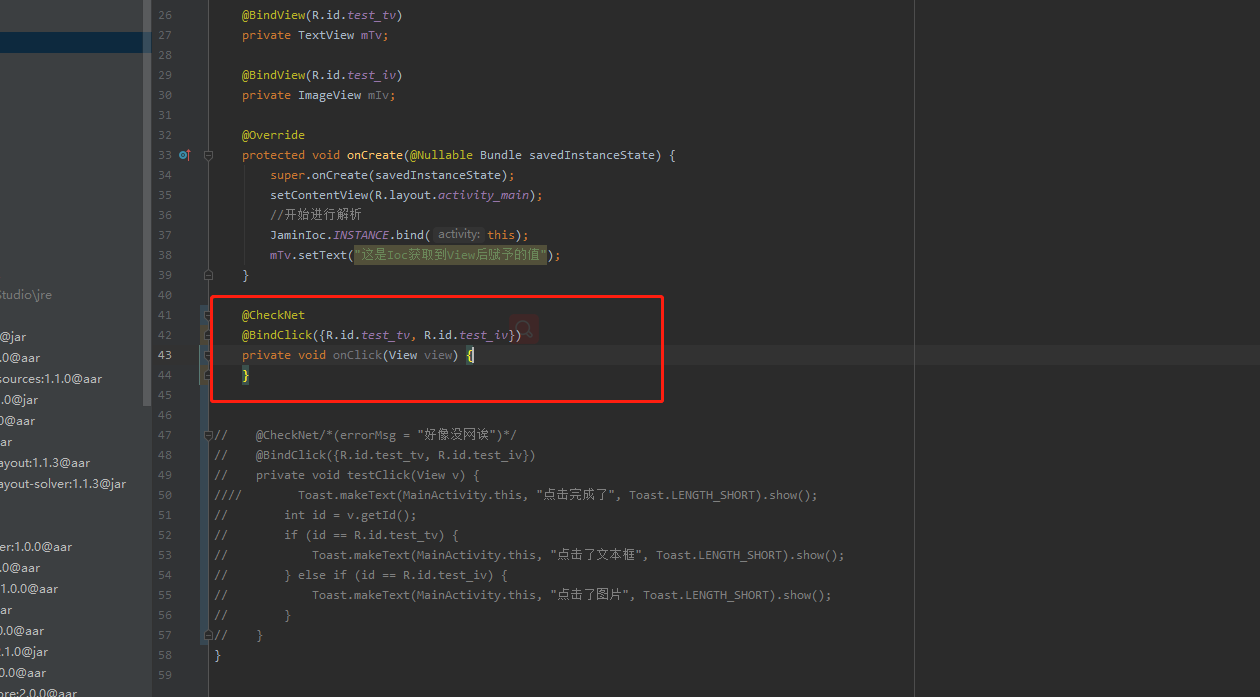 26 @BindView(R.id.test_tv)
27 private TextView mTv;
28
29 @BindView(R.id.test_iv)
30 private ImageView mIv;
31
32 @Override
33 protected void onCreate(@Nullable Bundle savedInstanceState) {
34 super.onCreate(savedInstanceState);
35 setContentView(R.layout.activity_main);
36 //开始进行解析
37 JaminIoc.INSTANCE.bind( activity: this);
38 mTv.setText("这是Ioc获取到View后赋予的值");
39 }
40
41 @CheckNet
42 @BindClick({R.id.test_tv, R.id.test_iv})
43 private void onClick(View view) {
44 }
45
46
47 // @CheckNet/*(errorMsg = "好像没网诶")*/
48 // @BindClick({R.id.test_tv, R.id.test_iv})
49 // private void testClick(View v) {
50 //// Toast.makeText(MainActivity.this, "点击完成了", Toast.LENGTH_SHORT).show();
51 // int id = v.getId();
52 // if (id == R.id.test_tv) {
53 // Toast.makeText(MainActivity.this, "点击了文本框", Toast.LENGTH_SHORT).show();
54 // } else if (id == R.id.test_iv) {
55 // Toast.makeText(MainActivity.this, "点击了图片", Toast.LENGTH_SHORT).show();
56 // }
57 // }
58 }
59
Studio\jre
@jar
.0@aar
sources:1.1.0@aar
.0@jar
0@aar
ar
ayout:1.1.3@aar
ayout-solver:1.1.3@jar
er:1.0.0@aar
.0@aar
1.0.0@aar
ar
0.0@aar
.1.0@jar
0.0@aar
ore:2.0.0@aar